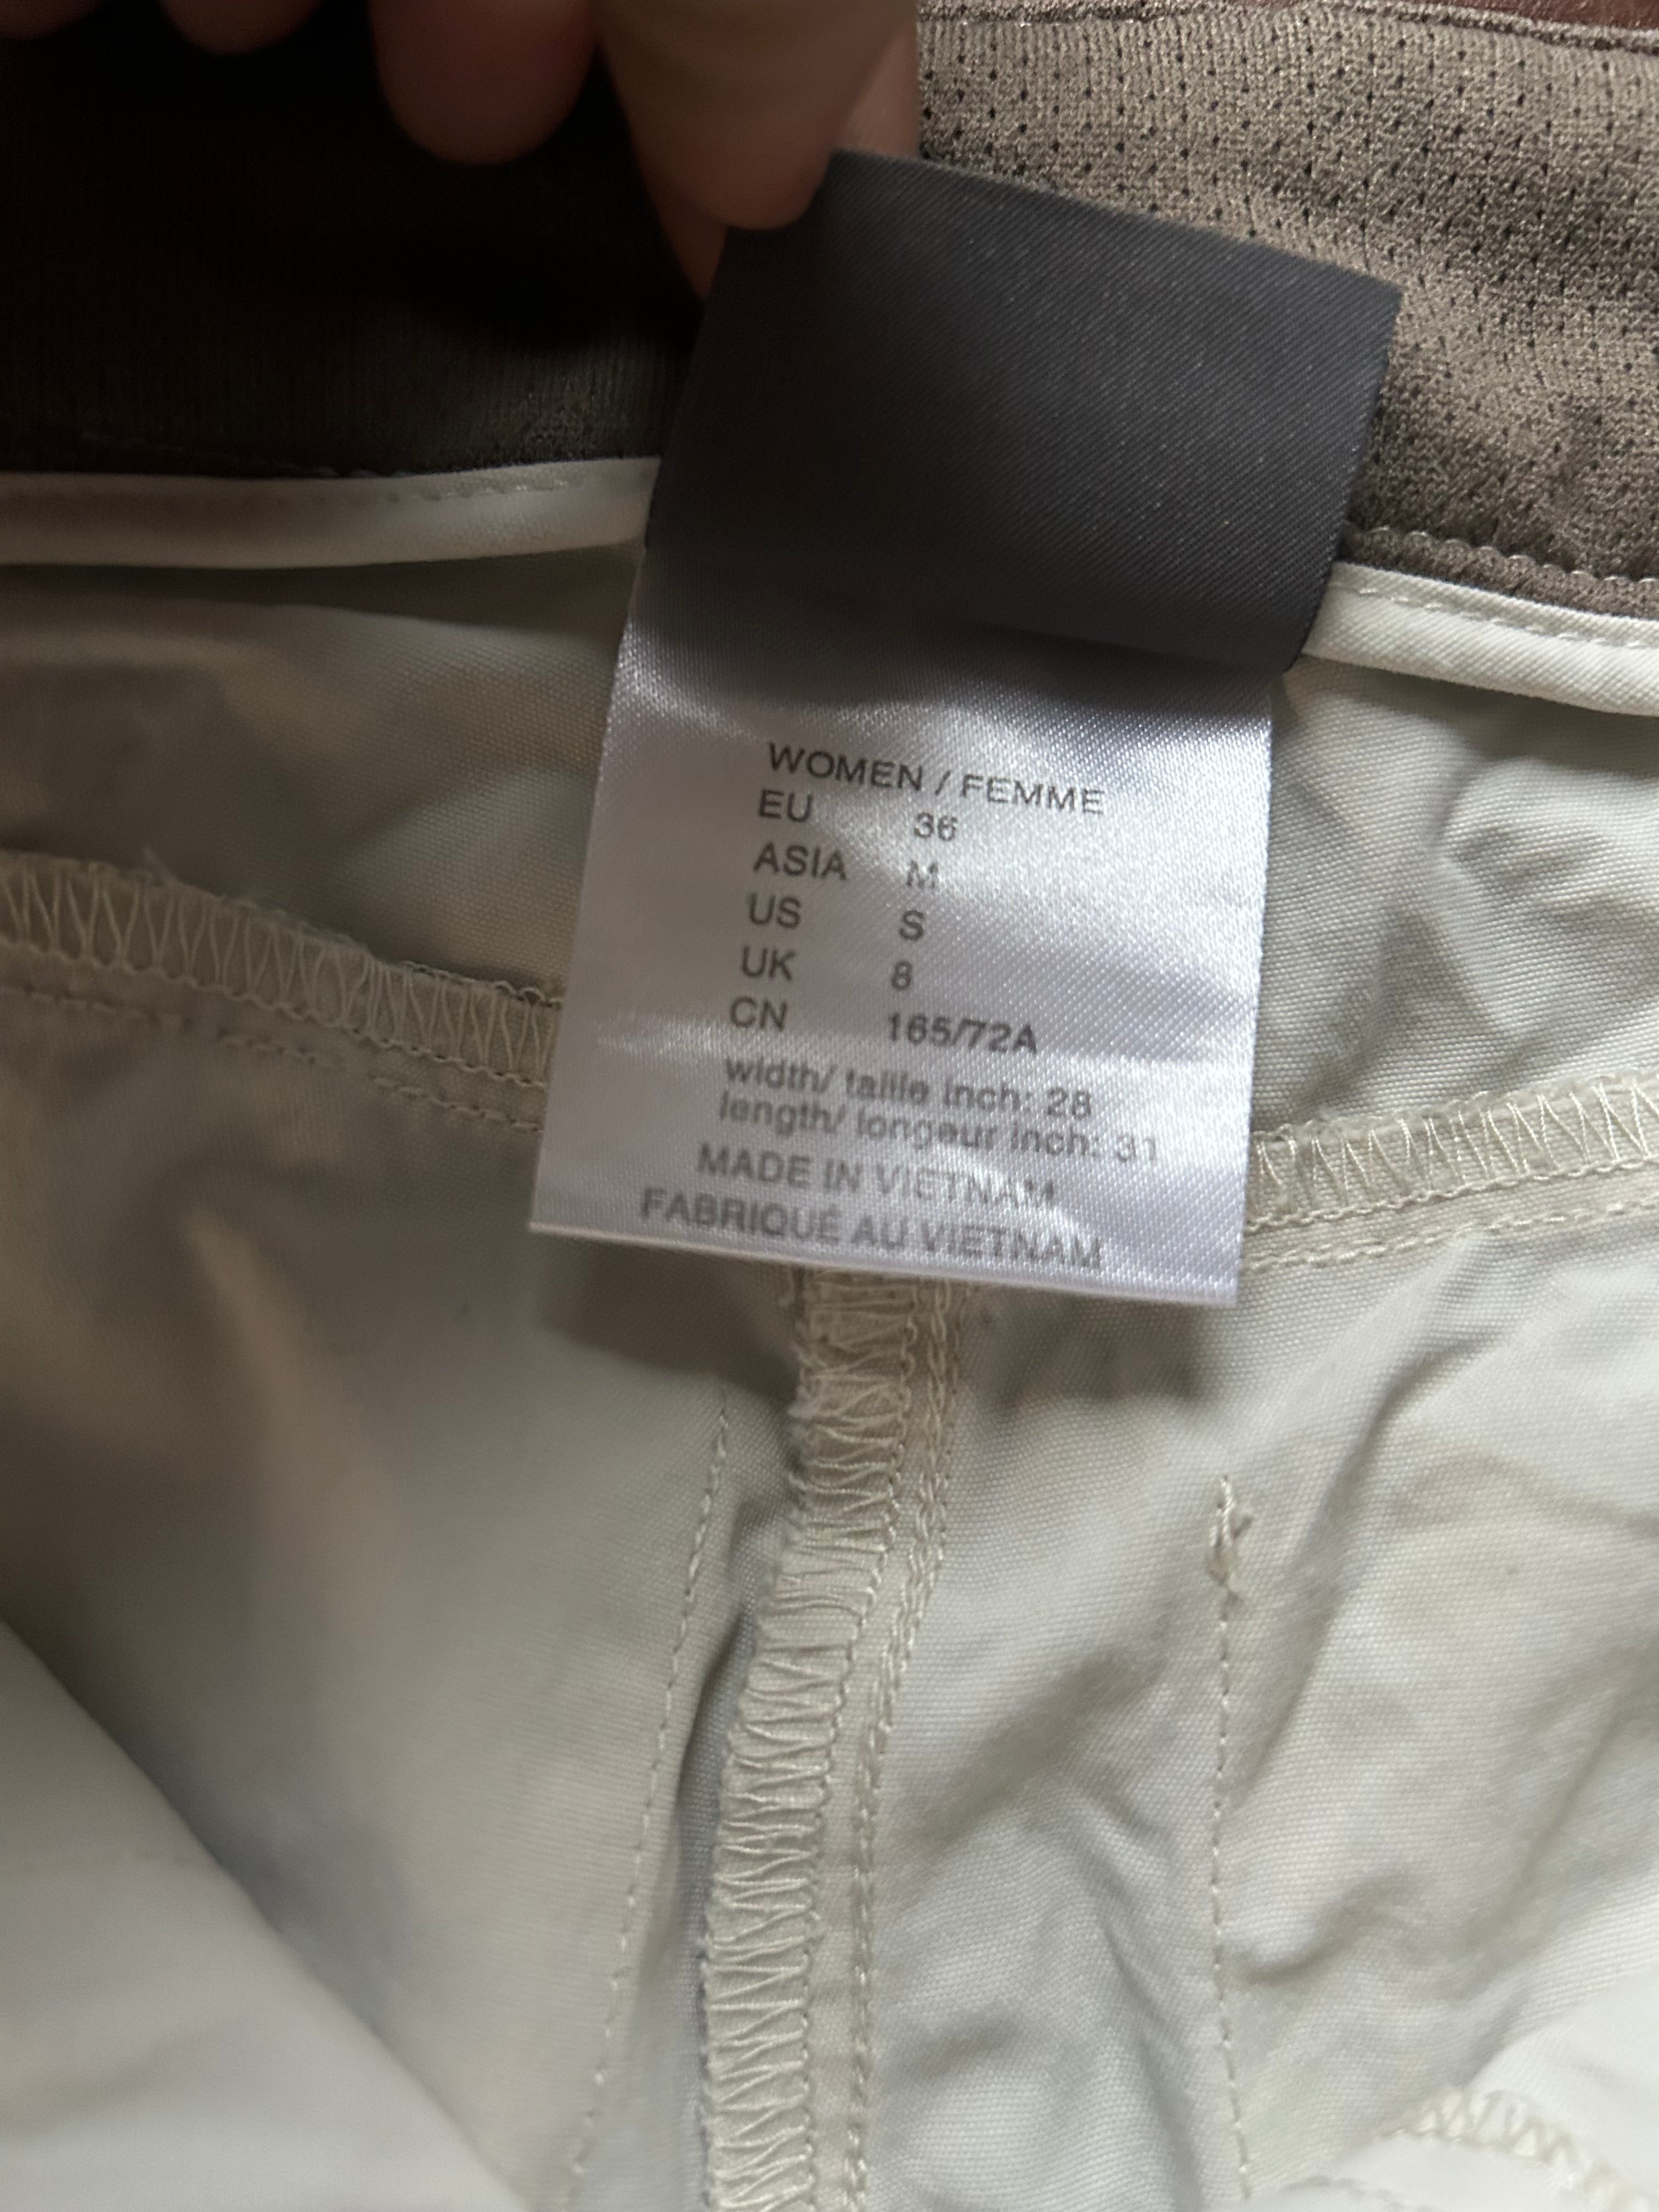 WOMEN / FEMME
EU 36
ASIA M
US S
UK 8
CN 165/72A
width/ taille inch: 28
length/ longeur inch: 31
MADE IN VIETNAM
FABRIQUÉ AU VIETNAM